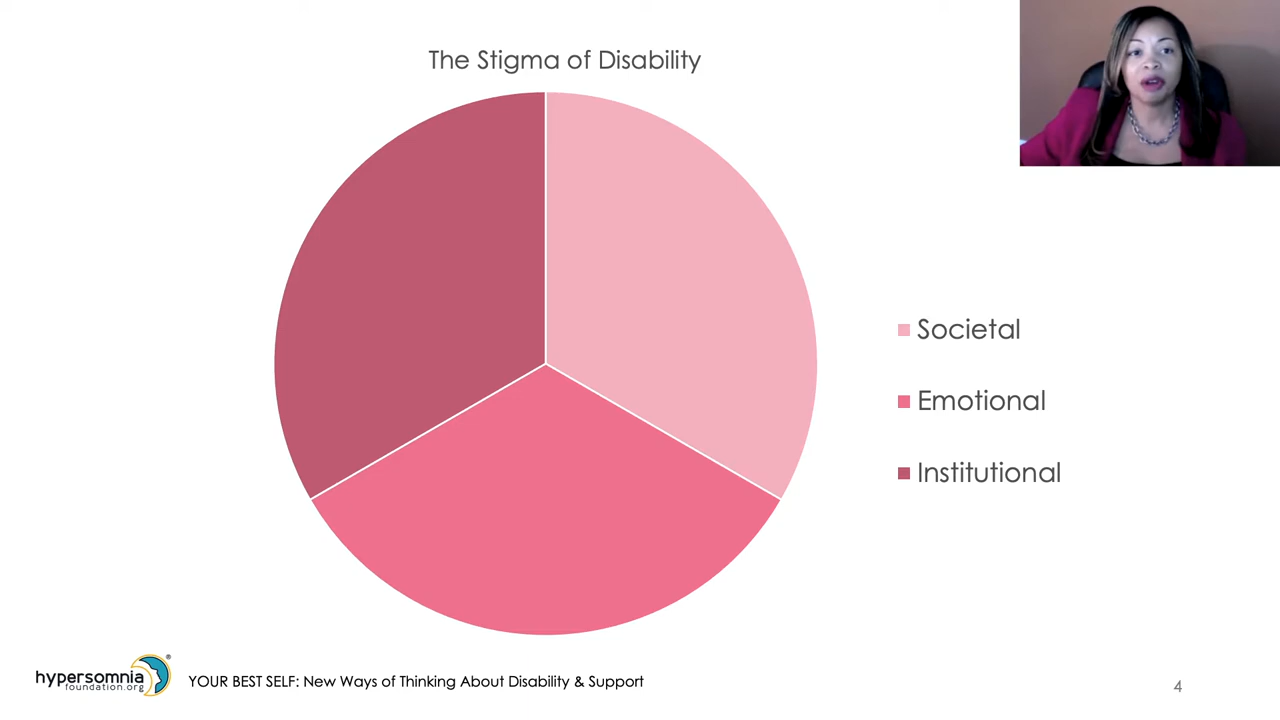 The Stigma of Disability
Societal
Emotional
Institutional
hypersomnia
foundation.org
®
YOUR BEST SELF: New Ways of Thinking About Disability & Support
4